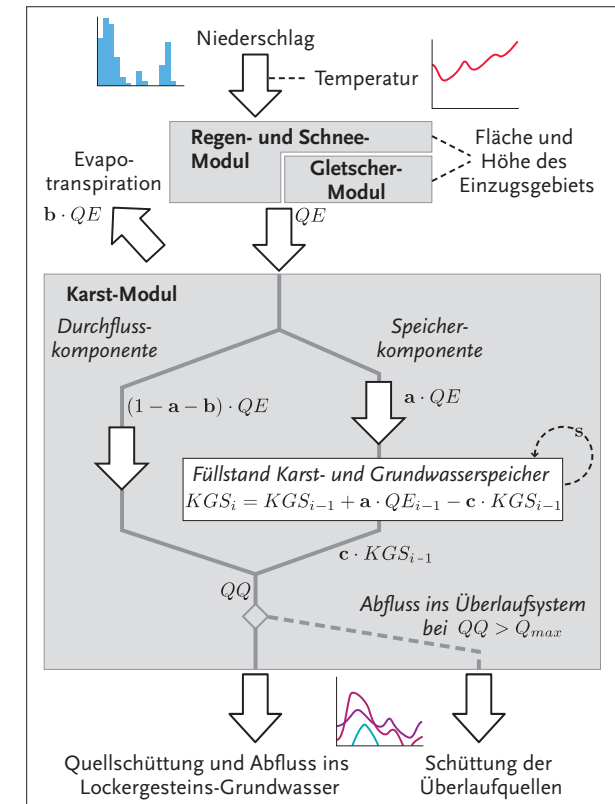 Niederschlag
Temperatur
Regen- und Schnee-
Modul
Gletscher-
Modul
Fläche und
Höhe des
Einzugsgebiets
Evapo-
transpiration
b · QE
QE
Karst-Modul
Durchfluss-
komponente
Speicher-
komponente
(1 − a − b) · QE
a · QE
s
Füllstand Karst- und Grundwasserspeicher
KGS_i = KGS_{i−1} + a · QE_{i−1} − c · KGS_{i−1}
c · KGS_{i−1}
QQ
Abfluss ins Überlaufsystem
bei QQ > Q_{max}
Quellschüttung und Abfluss ins
Lockergesteins-Grundwasser
Schüttung der
Überlaufquellen